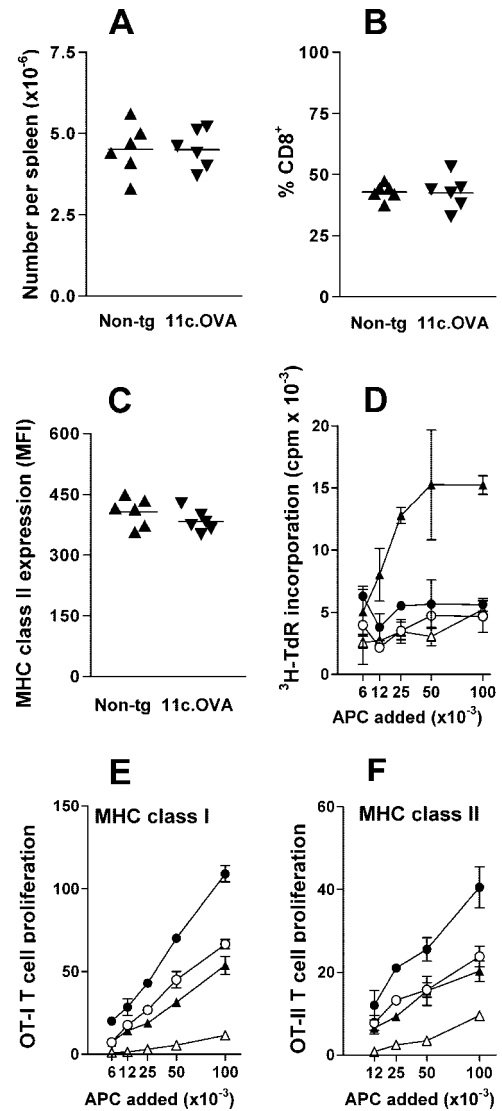 A
Number per spleen (x10⁻⁶)
7.5
5.0
2.5
0.0
Non-tg 11c.OVA
B
% CD8⁺
100
75
50
25
0
Non-tg 11c.OVA
C
MHC class II expression (MFI)
600
450
300
150
0
Non-tg 11c.OVA
D
³H-TdR incorporation (cpm x 10⁻³)
20
15
10
5
0
6 12 25 50 100
APC added (x10⁻³)
E
MHC class I
OT-I T cell proliferation
150
100
50
0
6 12 25 50 100
APC added (x10⁻³)
F
MHC class II
OT-II T cell proliferation
60
40
20
0
12 25 50 100
APC added (x10⁻³)